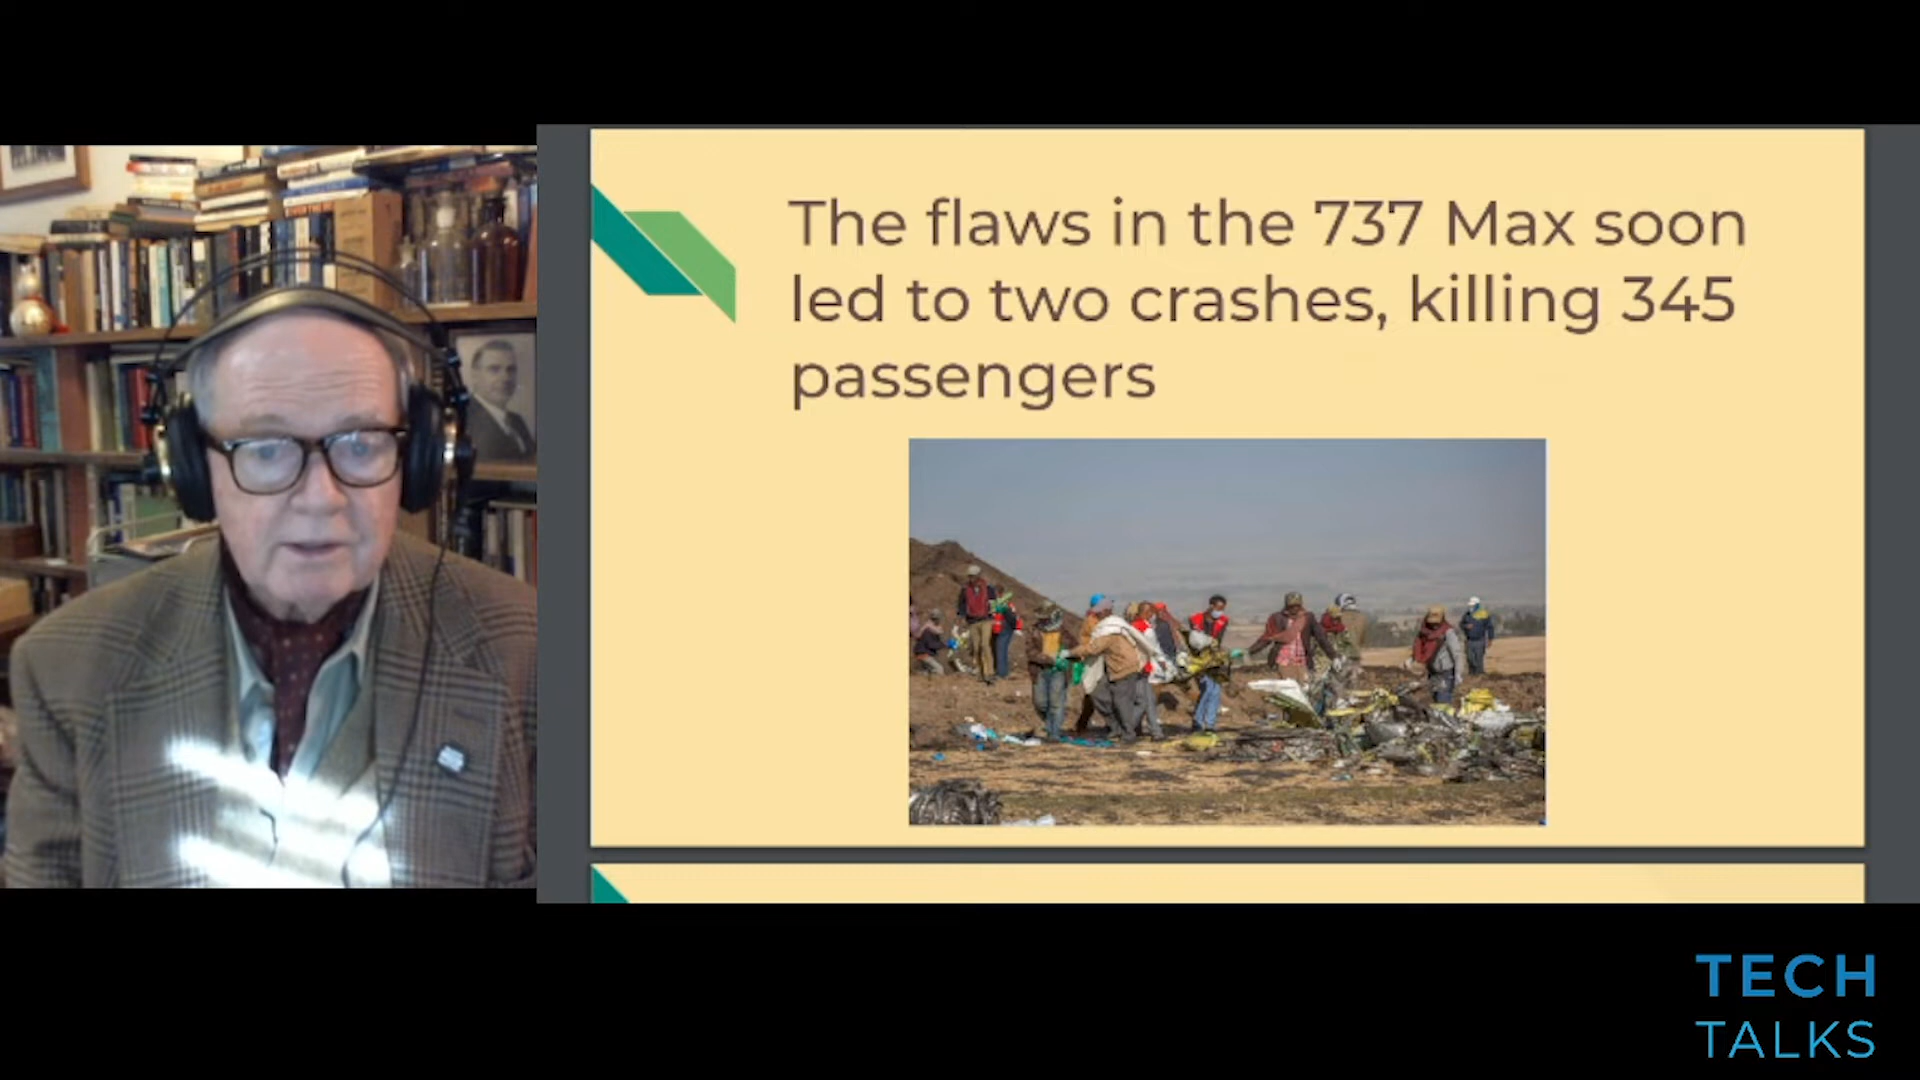 The flaws in the 737 Max soon
led to two crashes, killing 345
passengers
TECH
TALKS